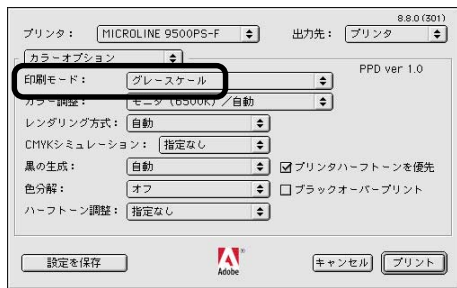 8.8.0 (301)
プリンタ： MICROLINE 9500PS-F 出力先： プリンタ
カラーオプション
PPD ver 1.0
印刷モード： グレースケール
カラー調整： モニタ（6500K）／自動
レンダリング方式： 自動
CMYKシミュレーション： 指定なし
黒の生成： 自動 プリンタハーフトーンを優先
色分解： オフ ブラックオーバープリント
ハーフトーン調整： 指定なし
設定を保存 Adobe キャンセル プリント